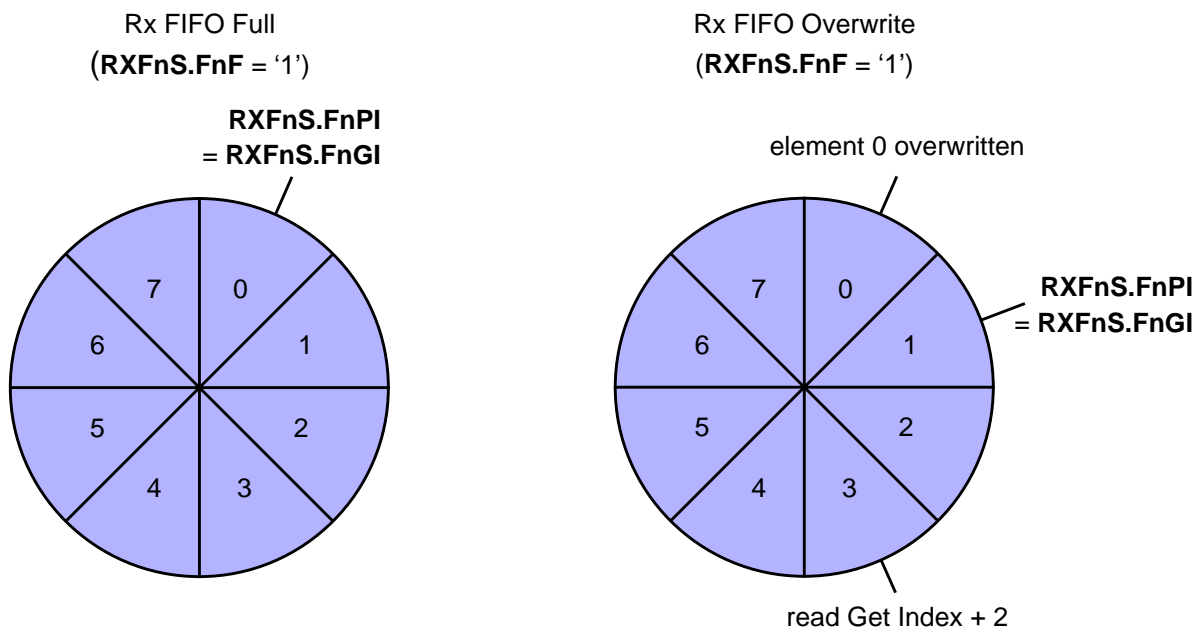 Rx FIFO Full
(RXFnS.FnF = ‘1’)
RXFnS.FnPI
= RXFnS.FnGI
7
0
6
1
5
2
4
3
Rx FIFO Overwrite
(RXFnS.FnF = ‘1’)
element 0 overwritten
RXFnS.FnPI
= RXFnS.FnGI
7
0
6
1
5
2
4
3
read Get Index + 2